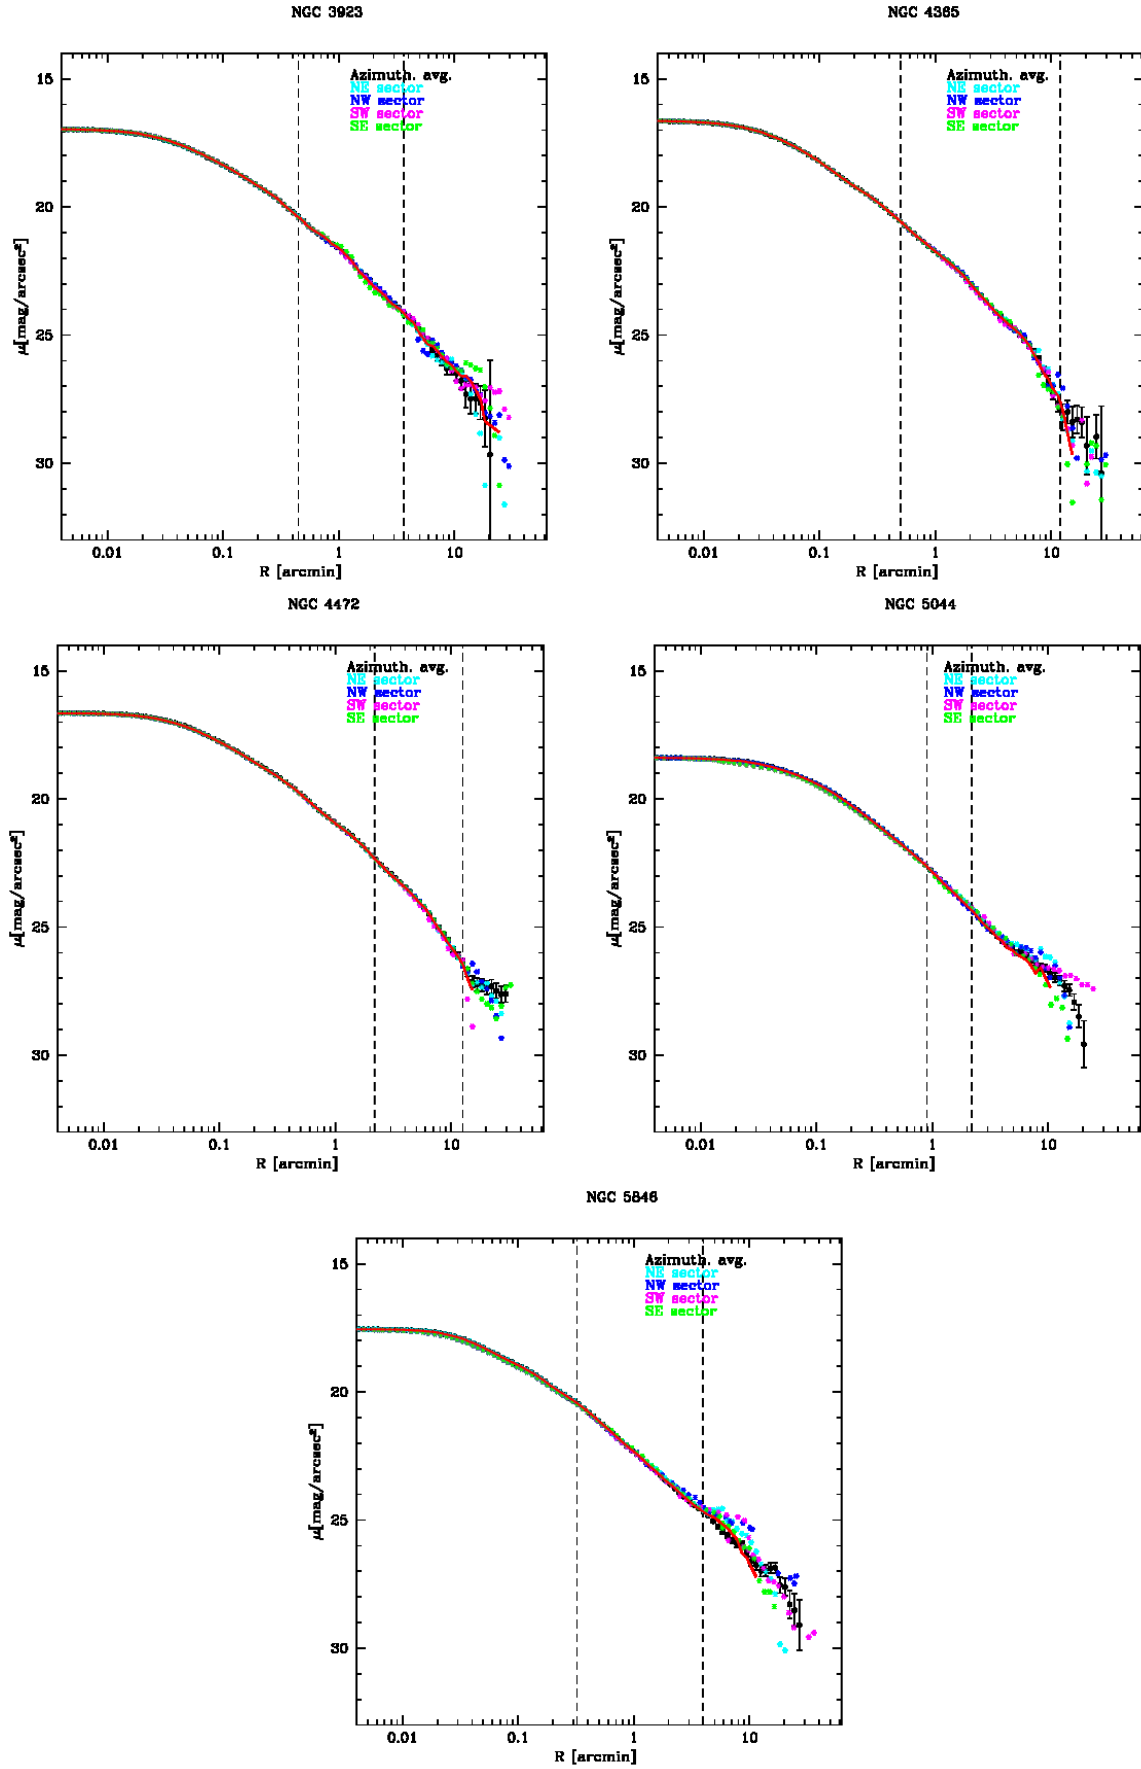 NGC 3923
Azimuth. avg.
NE sector
NW sector
SW sector
SE sector
15
20
25
30
μ[mag/arcsec²]
0.01 0.1 1 10
R [arcmin]
NGC 4365
Azimuth. avg.
NE sector
NW sector
SW sector
SE sector
15
20
25
30
μ[mag/arcsec²]
0.01 0.1 1 10
R [arcmin]
NGC 4472
Azimuth. avg.
NE sector
NW sector
SW sector
SE sector
15
20
25
30
μ[mag/arcsec²]
0.01 0.1 1 10
R [arcmin]
NGC 5044
Azimuth. avg.
NE sector
NW sector
SW sector
SE sector
15
20
25
30
μ[mag/arcsec²]
0.01 0.1 1 10
R [arcmin]
NGC 5846
Azimuth. avg.
NE sector
NW sector
SW sector
SE sector
15
20
25
30
μ[mag/arcsec²]
0.01 0.1 1 10
R [arcmin]